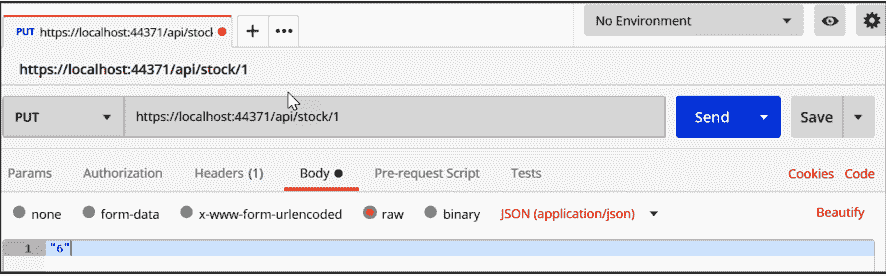 PUT https://localhost:44371/api/stock + ••• No Environment
https://localhost:44371/api/stock/1
PUT https://localhost:44371/api/stock/1 Send Save
Params Authorization Headers (1) Body Pre-request Script Tests Cookies Code
none form-data x-www-form-urlencoded raw binary JSON (application/json) Beautify
1 "6"